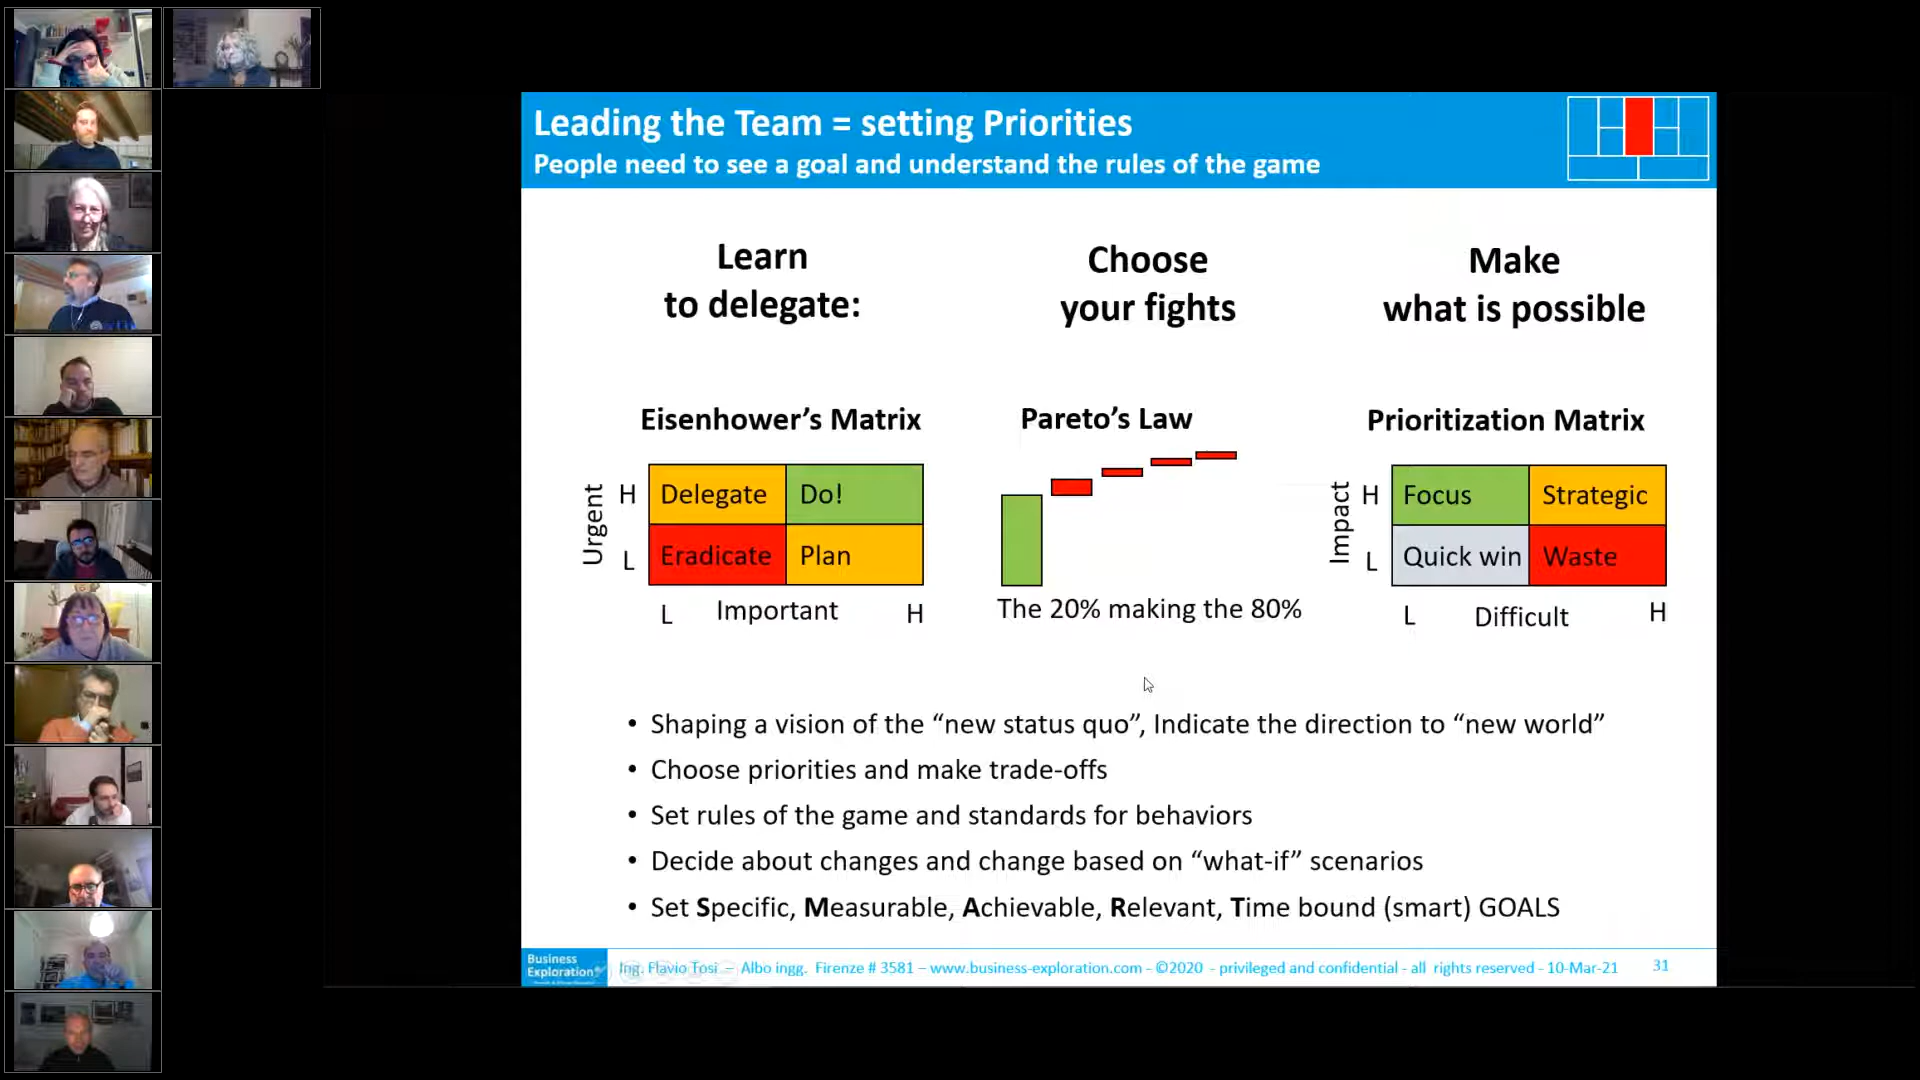 Leading the Team = setting Priorities
People need to see a goal and understand the rules of the game
Learn
to delegate:
Choose
your fights
Make
what is possible
Eisenhower’s Matrix
Urgent
H
L
Delegate
Do!
Eradicate
Plan
L
Important
H
Pareto’s Law
The 20% making the 80%
Prioritization Matrix
Impact
H
L
Focus
Strategic
Quick win
Waste
L
Difficult
H
• Shaping a vision of the “new status quo”, Indicate the direction to “new world”
• Choose priorities and make trade-offs
• Set rules of the game and standards for behaviors
• Decide about changes and change based on “what-if” scenarios
• Set Specific, Measurable, Achievable, Relevant, Time bound (smart) GOALS
Business
Exploration
Ing. Flavio Tosi – Albo ingg. Firenze # 3581 – www.business-exploration.com - ©2020 - privileged and confidential - all rights reserved - 10-Mar-21
31